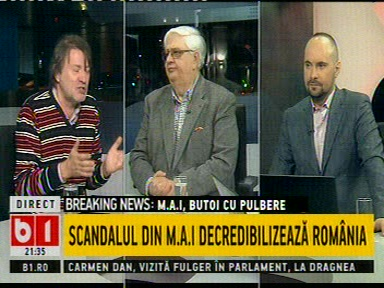 DIRECT
BREAKING NEWS: M.A.I, BUTOI CU PULBERE
B1
SCANDALUL DIN M.A.I DECREDIBILIZEAZĂ ROMÂNIA
21:35
B1.RO
CARMEN DAN, VIZITĂ FULGER ÎN PARLAMENT, LA DRAGNEA